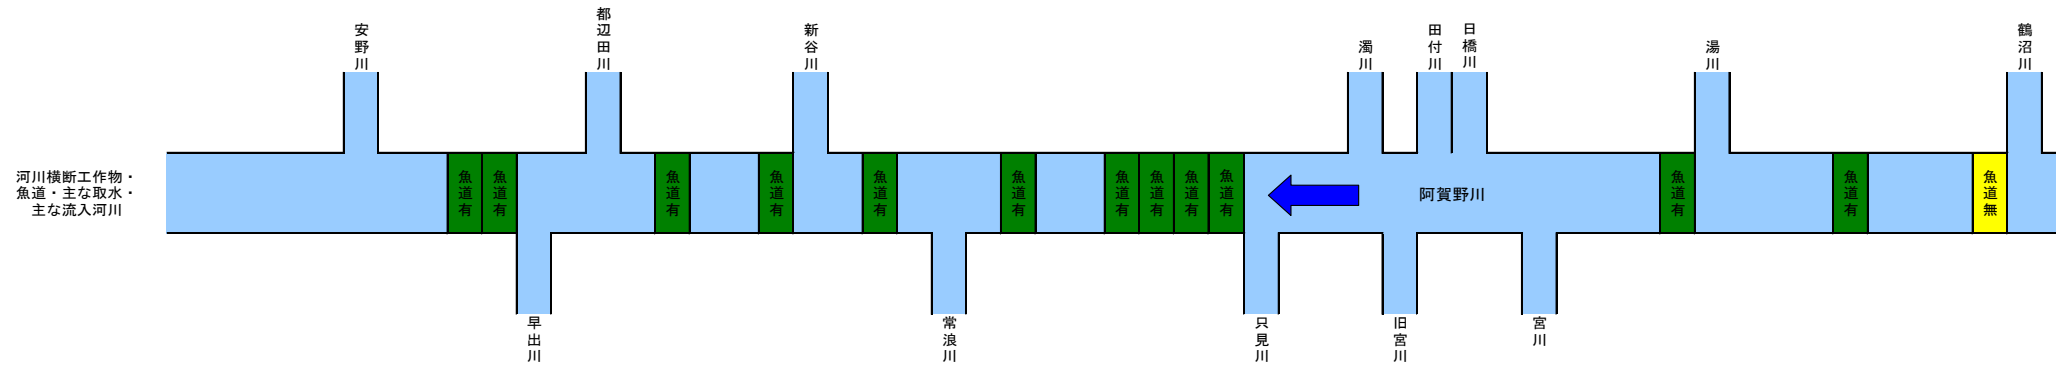 安野川
都辺田川
新谷川
濁川
田付川
日橋川
湯川
鶴沼川
河川横断工作物・
魚道・主な取水・
主な流入河川
魚道有
魚道有
魚道有
魚道有
魚道有
魚道有
魚道有
魚道有
魚道有
魚道有
阿賀野川
魚道有
魚道有
魚道無
早出川
常浪川
只見川
旧宮川
宮川